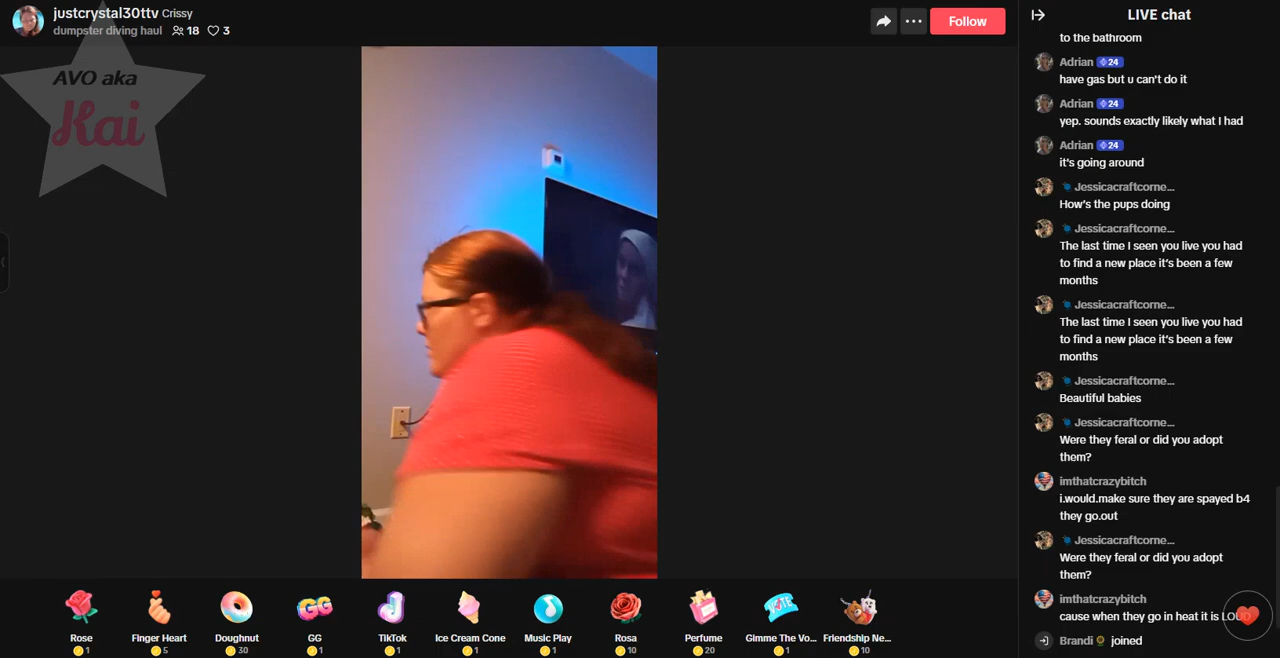 justcrystal30ttv Crissy
dumpster diving haul 18 3
Follow
AVO aka
Kai
LIVE chat
to the bathroom
Adrian 24
have gas but u can't do it
Adrian 24
yep. sounds exactly likely what I had
Adrian 24
it's going around
Jessicacraftcorne...
How's the pups doing
Jessicacraftcorne...
The last time I seen you live you had
to find a new place it's been a few
months
Jessicacraftcorne...
The last time I seen you live you had
to find a new place it's been a few
months
Jessicacraftcorne...
Beautiful babies
Jessicacraftcorne...
Were they feral or did you adopt
them?
imthatcrazybitch
i.would.make sure they are spayed b4
they go.out
Jessicacraftcorne...
Were they feral or did you adopt
them?
imthatcrazybitch
cause when they go in heat it is LOUD
Brandi joined
GG
Rose Finger Heart Doughnut GG TikTok Ice Cream Cone Music Play Rosa Perfume Gimme The Vo... Friendship Ne...
1 5 30 1 1 1 1 10 20 1 10